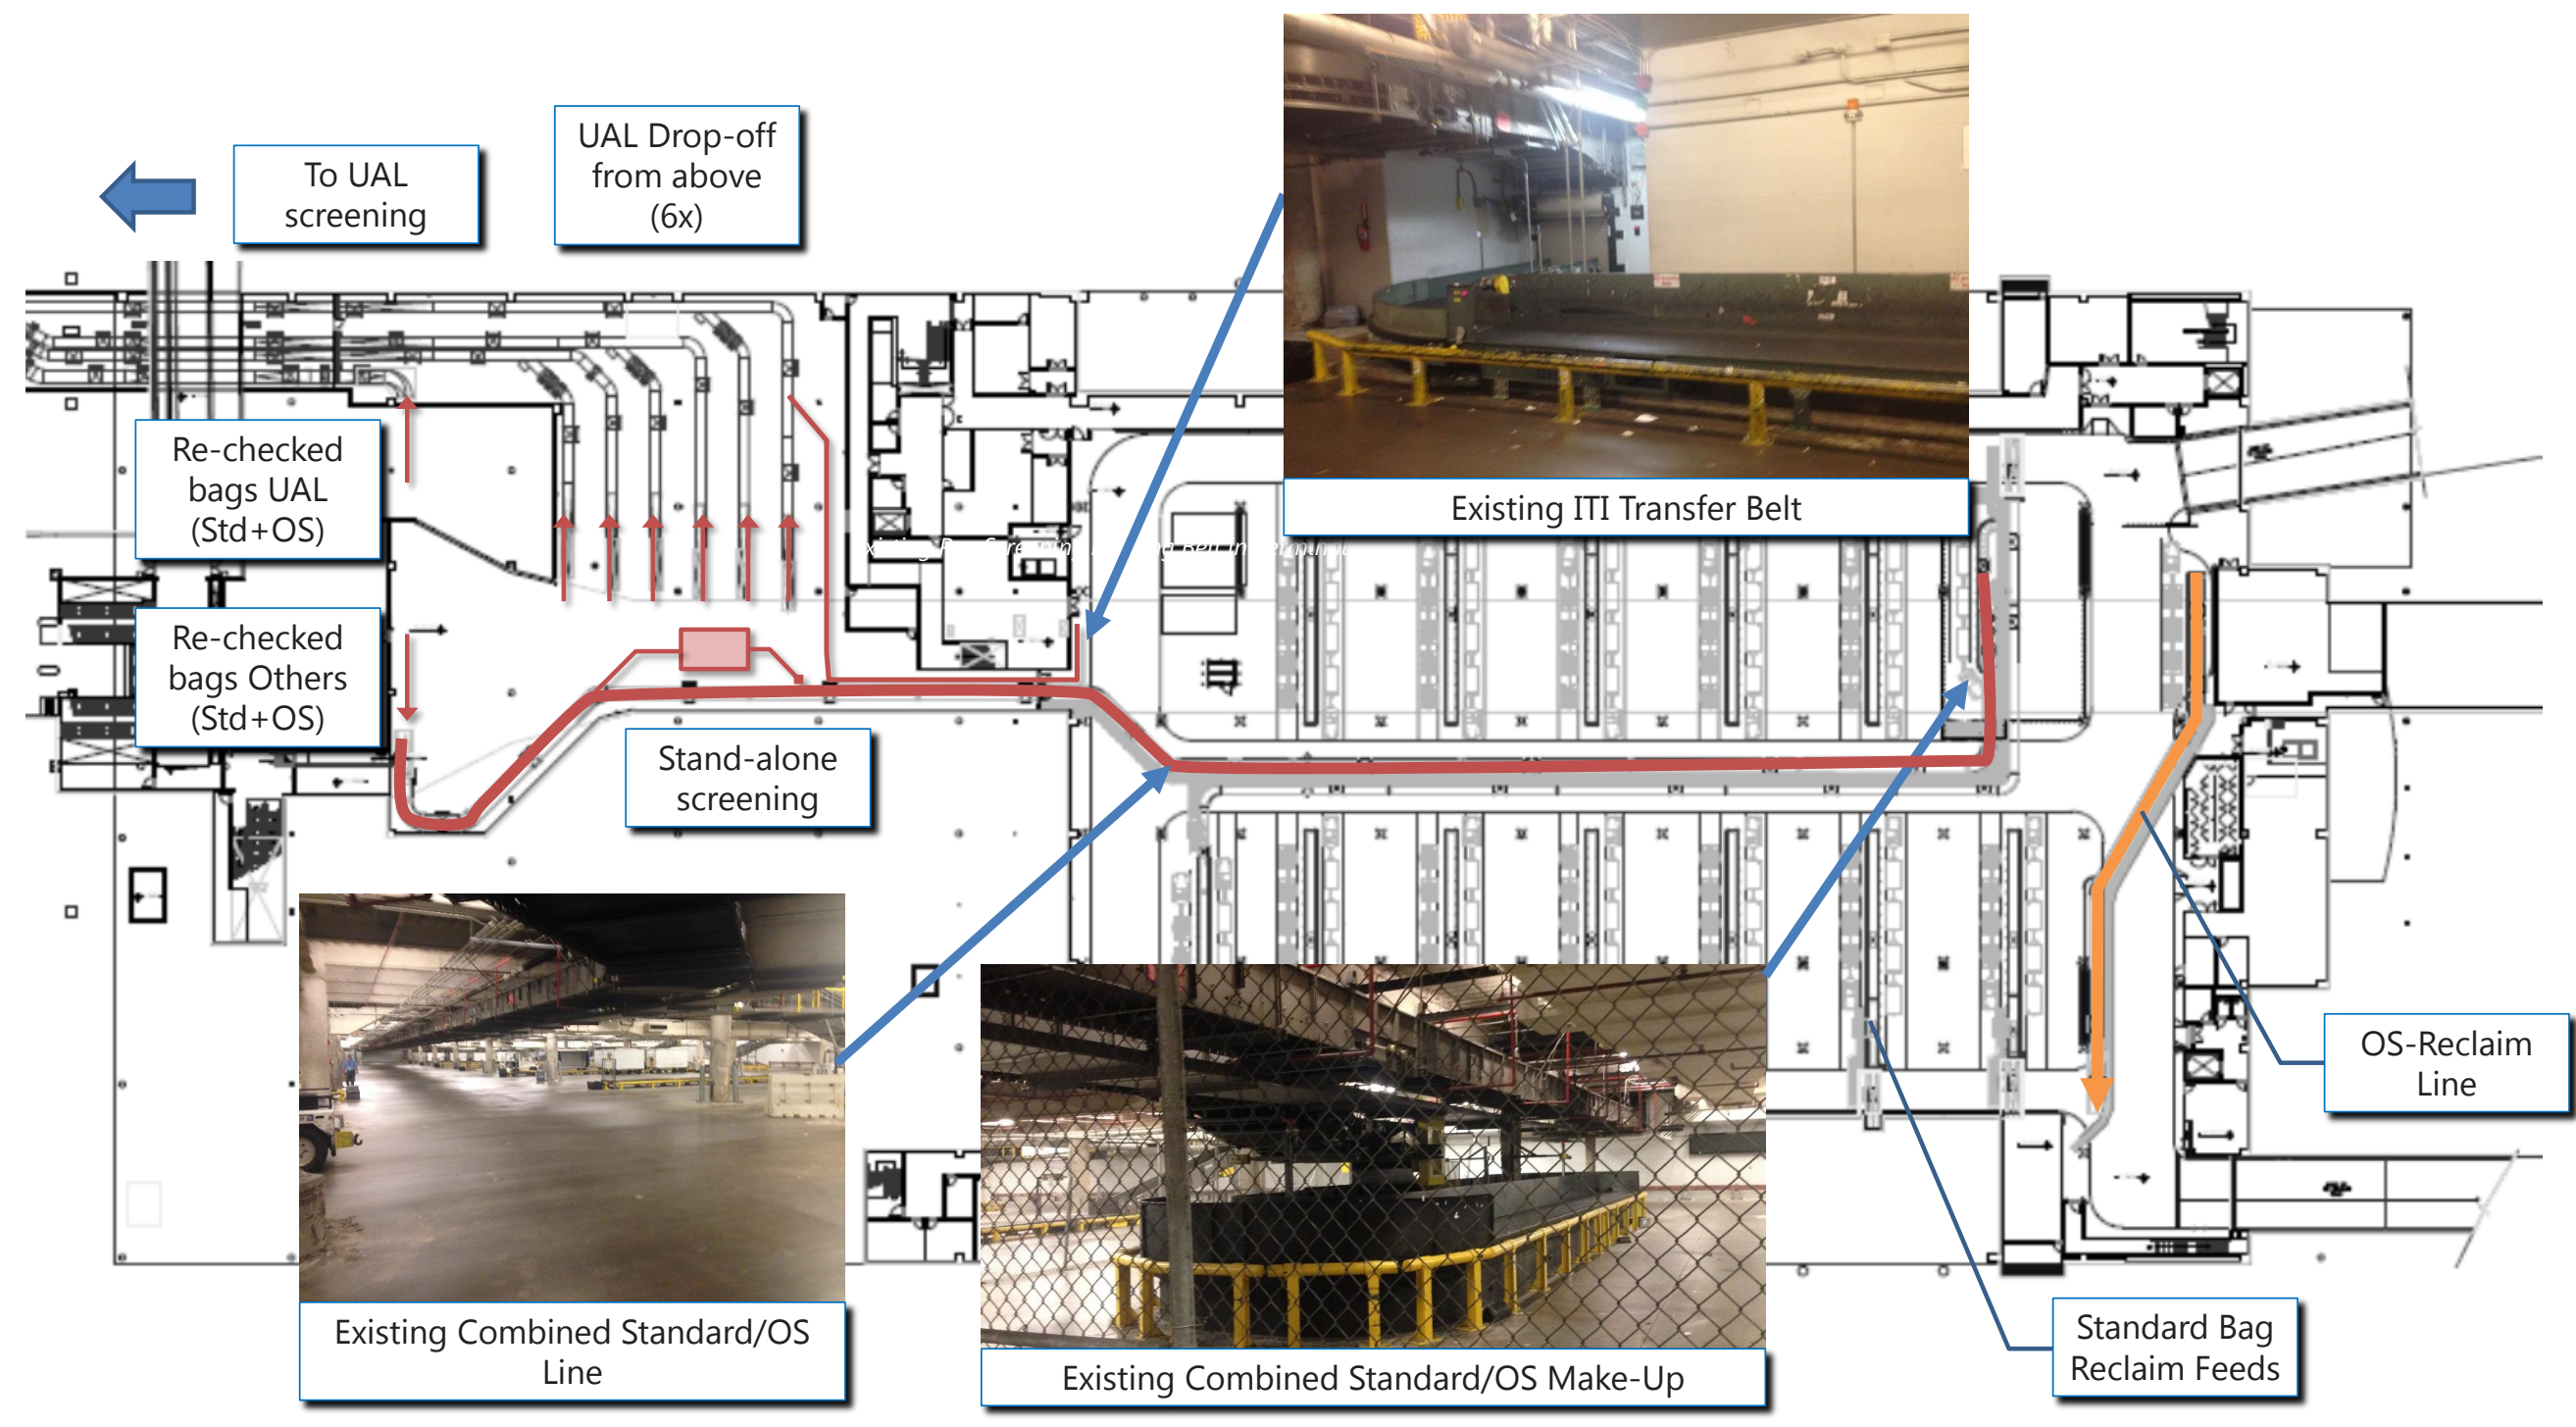 To UAL
screening
UAL Drop-off
from above
(6x)
Existing ITI Transfer Belt
Re-checked
bags UAL
(Std+OS)
Re-checked
bags Others
(Std+OS)
Stand-alone
screening
OS-Reclaim
Line
Existing Combined Standard/OS
Line
Existing Combined Standard/OS Make-Up
Standard Bag
Reclaim Feeds